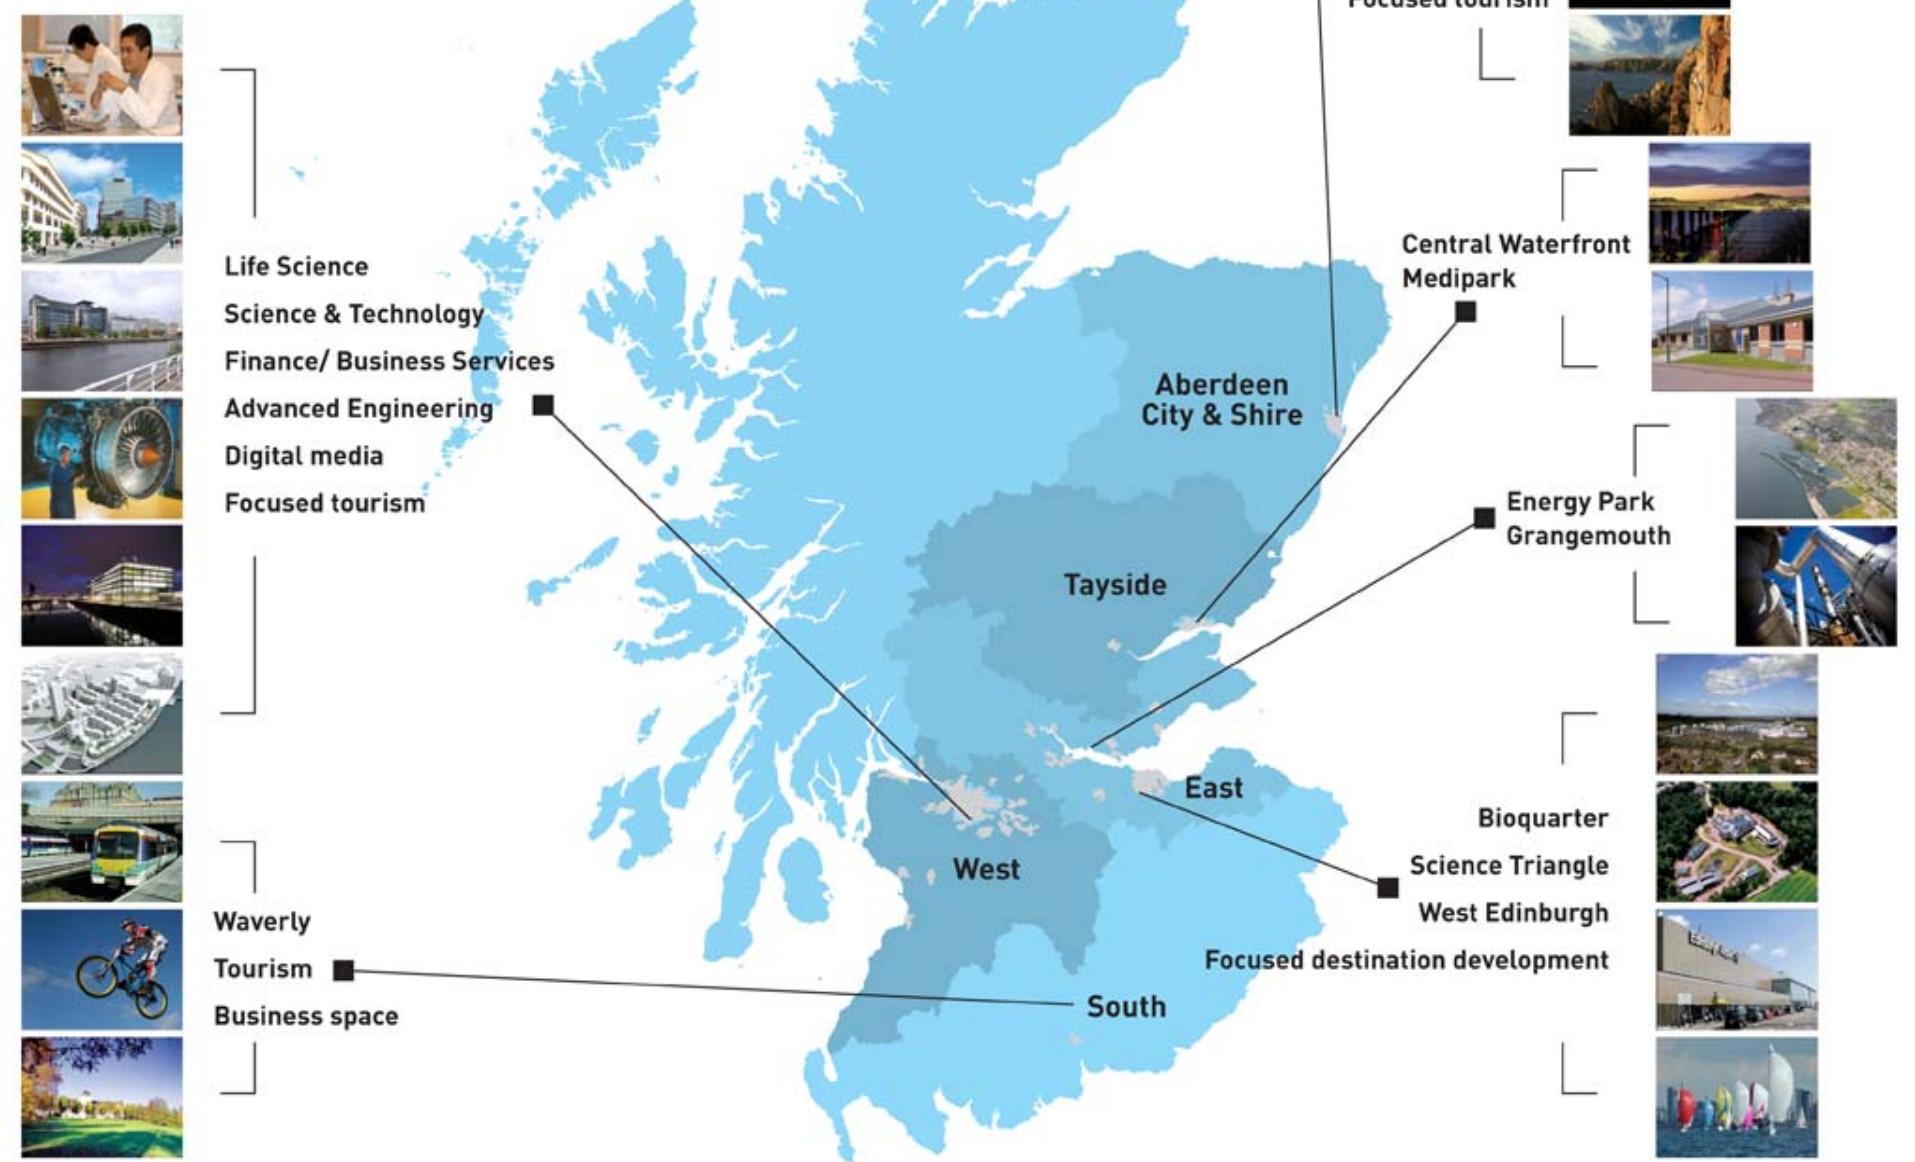 Focused tourism
Central Waterfront
Medipark
Life Science
Science & Technology
Finance/ Business Services
Advanced Engineering
Digital media
Focused tourism
Aberdeen
City & Shire
Energy Park
Grangemouth
Tayside
East
West
Bioquarter
Science Triangle
West Edinburgh
Focused destination development
Waverly
Tourism
Business space
South